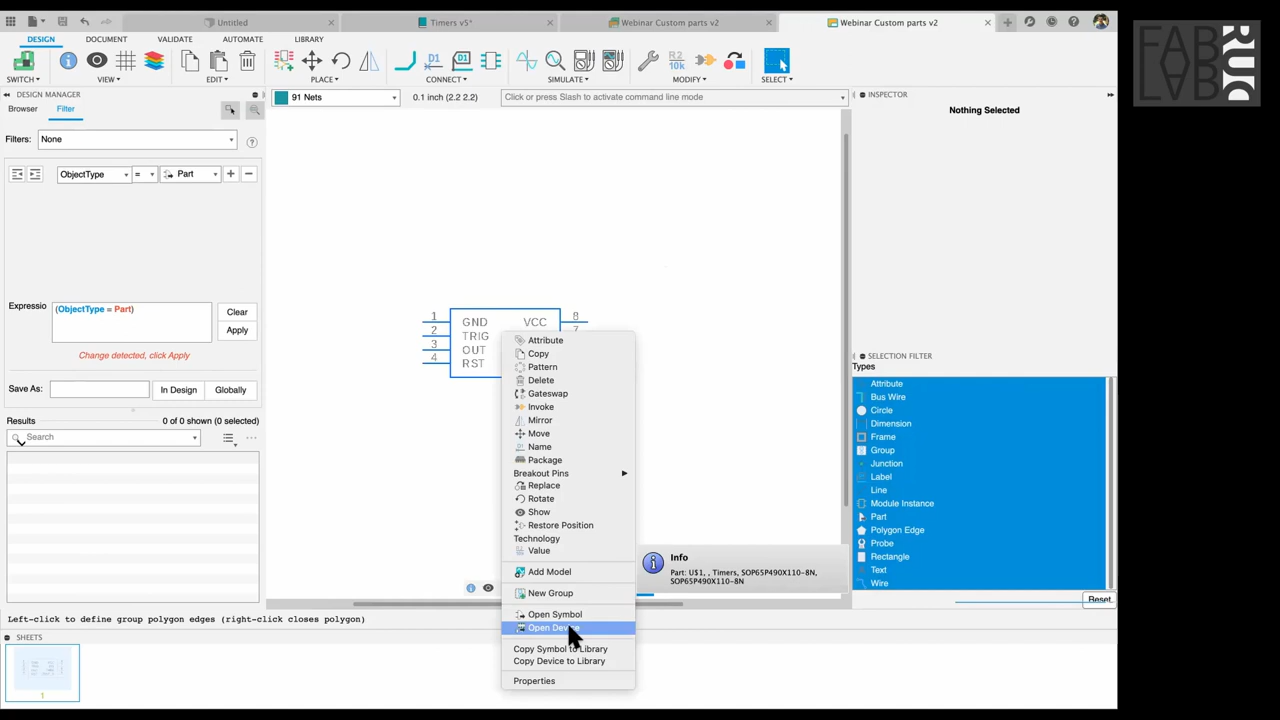 Untitled
Timers v5*
Webinar Custom parts v2
Webinar Custom parts v2
DESIGN DOCUMENT VALIDATE AUTOMATE LIBRARY
SWITCH VIEW EDIT PLACE CONNECT SIMULATE MODIFY SELECT
DESIGN MANAGER
Browser Filter
91 Nets
0.1 inch (2.2 2.2)
Click or press Slash to activate command line mode
Filters: None
ObjectType = Part
Expressio
(ObjectType = Part)
Clear
Apply
Change detected, click Apply
Save As:
In Design
Globally
Results 0 of 0 shown (0 selected)
Search
1 GND VCC 8
2 TRIG 7
3 OUT
4 RST
Attribute
Copy
Pattern
Delete
Gateswap
Invoke
Mirror
Move
Name
Package
Breakout Pins
Replace
Rotate
Show
Restore Position
Technology
Value
Add Model
New Group
Open Symbol
Open Device
Copy Symbol to Library
Copy Device to Library
Properties
Info
Part: U$1, , Timers, SOP65P490X110-8N,
SOP65P490X110-8N
INSPECTOR
Nothing Selected
SELECTION FILTER
Types
Attribute
Bus Wire
Circle
Dimension
Frame
Group
Junction
Label
Line
Module Instance
Part
Polygon Edge
Probe
Rectangle
Text
Wire
Reset
Left-click to define group polygon edges (right-click closes polygon)
SHEETS
1
FAB
LAB
RUC